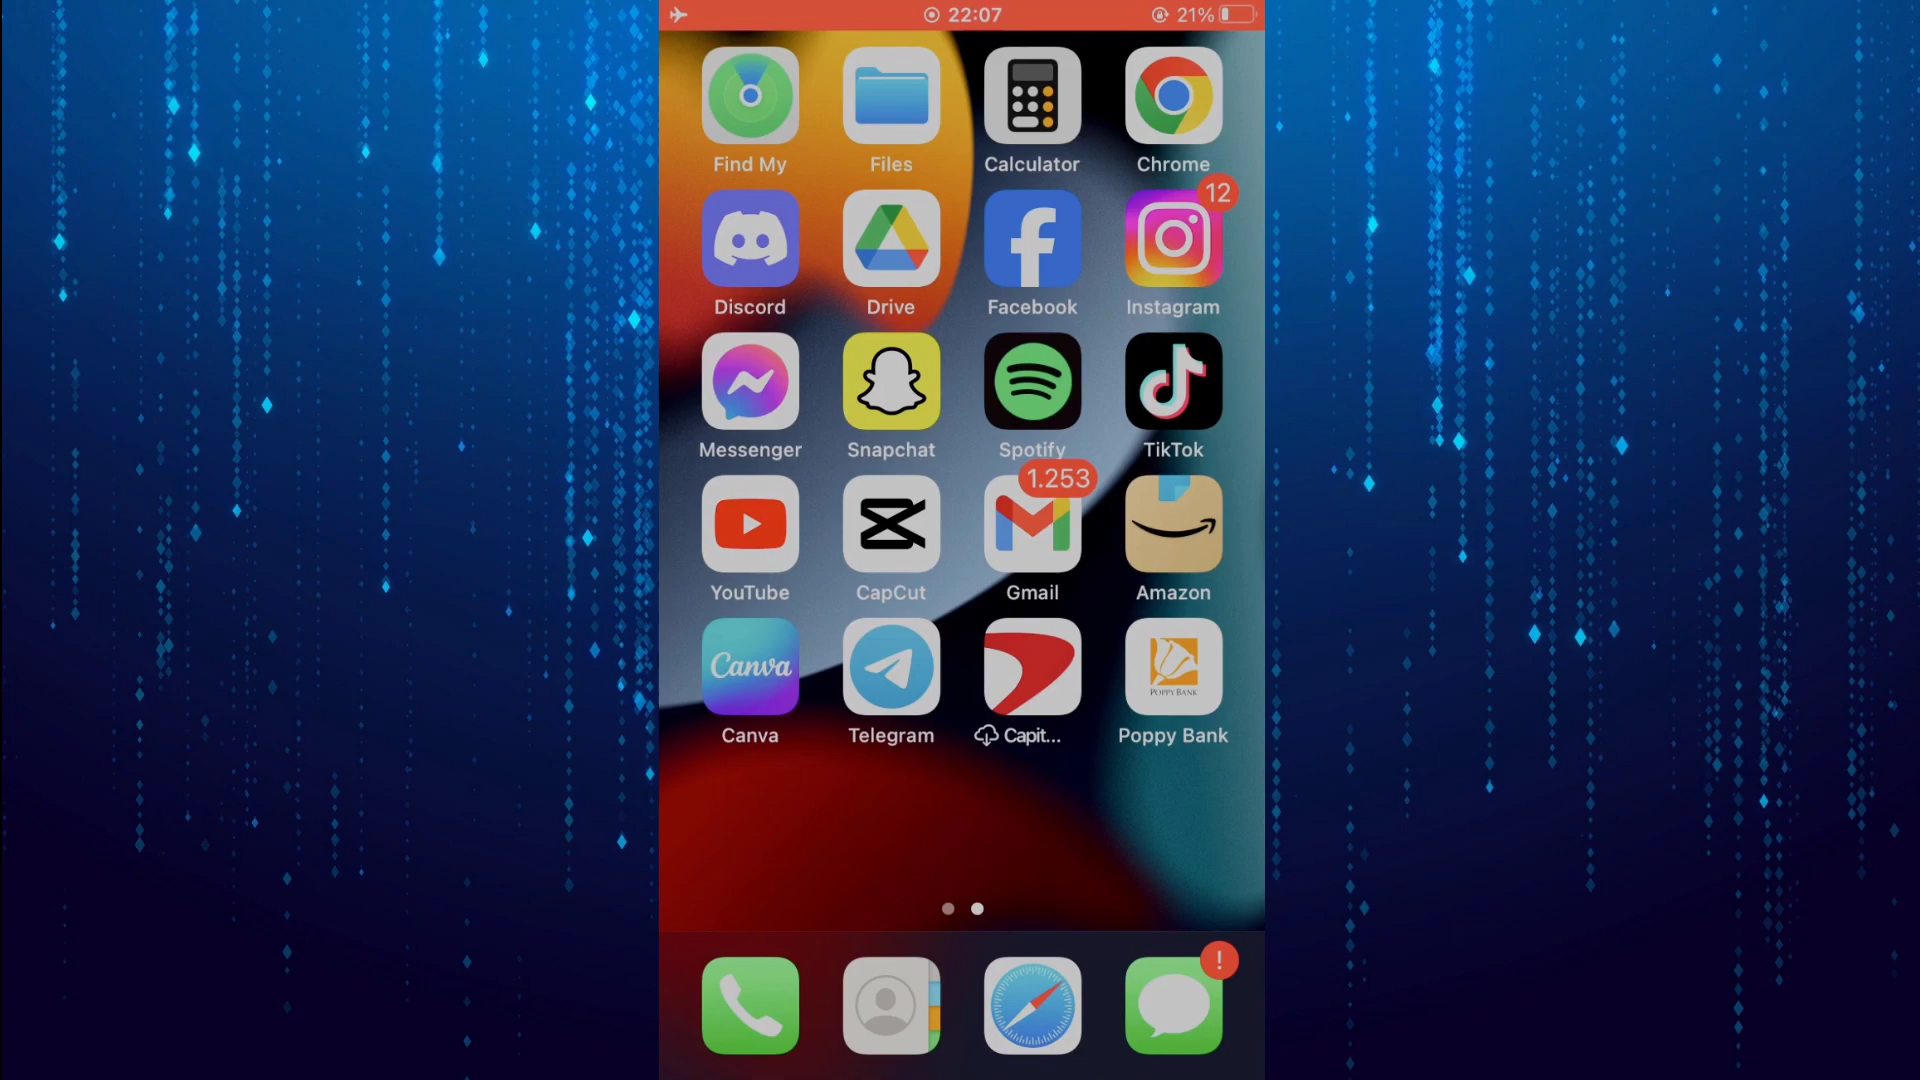 22:07 21%
Find My Files Calculator Chrome
12
Discord Drive Facebook Instagram
Messenger Snapchat Spotify TikTok
1.253
YouTube CapCut Gmail Amazon
Canva POPPY BANK
Canva Telegram Capit... Poppy Bank
!